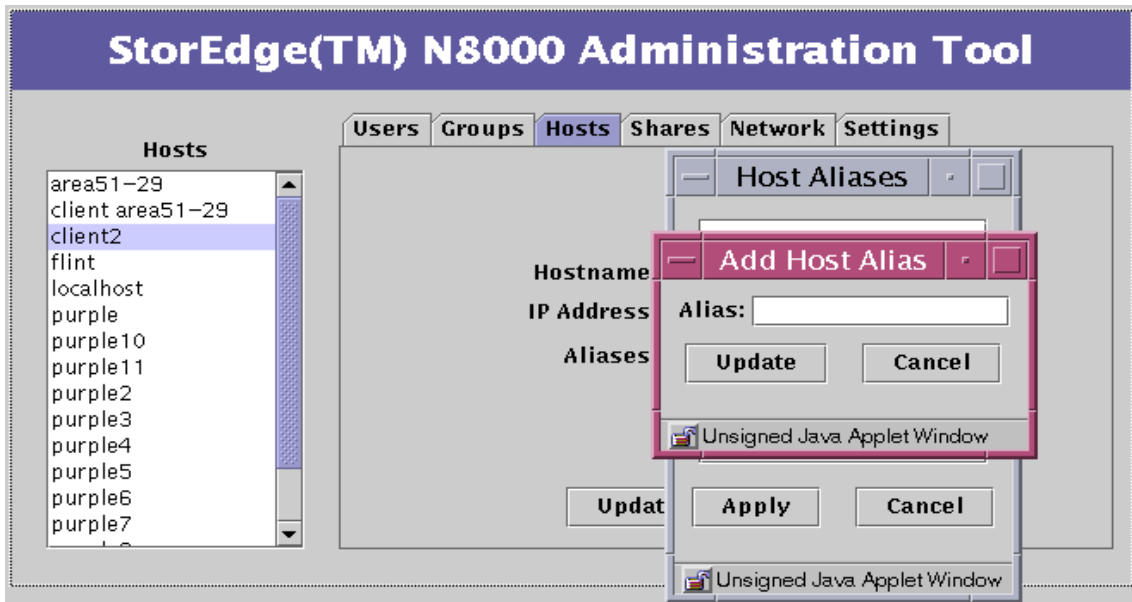 StorEdge(TM) N8000 Administration Tool
Users Groups Hosts Shares Network Settings
Hosts
area51-29
client area51-29
client2
flint
localhost
purple
purple10
purple11
purple2
purple3
purple4
purple5
purple6
purple7
Hostname
IP Address
Aliases
Updat
Host Aliases
Add Host Alias
Alias:
Update Cancel
Unsigned Java Applet Window
Apply Cancel
Unsigned Java Applet Window